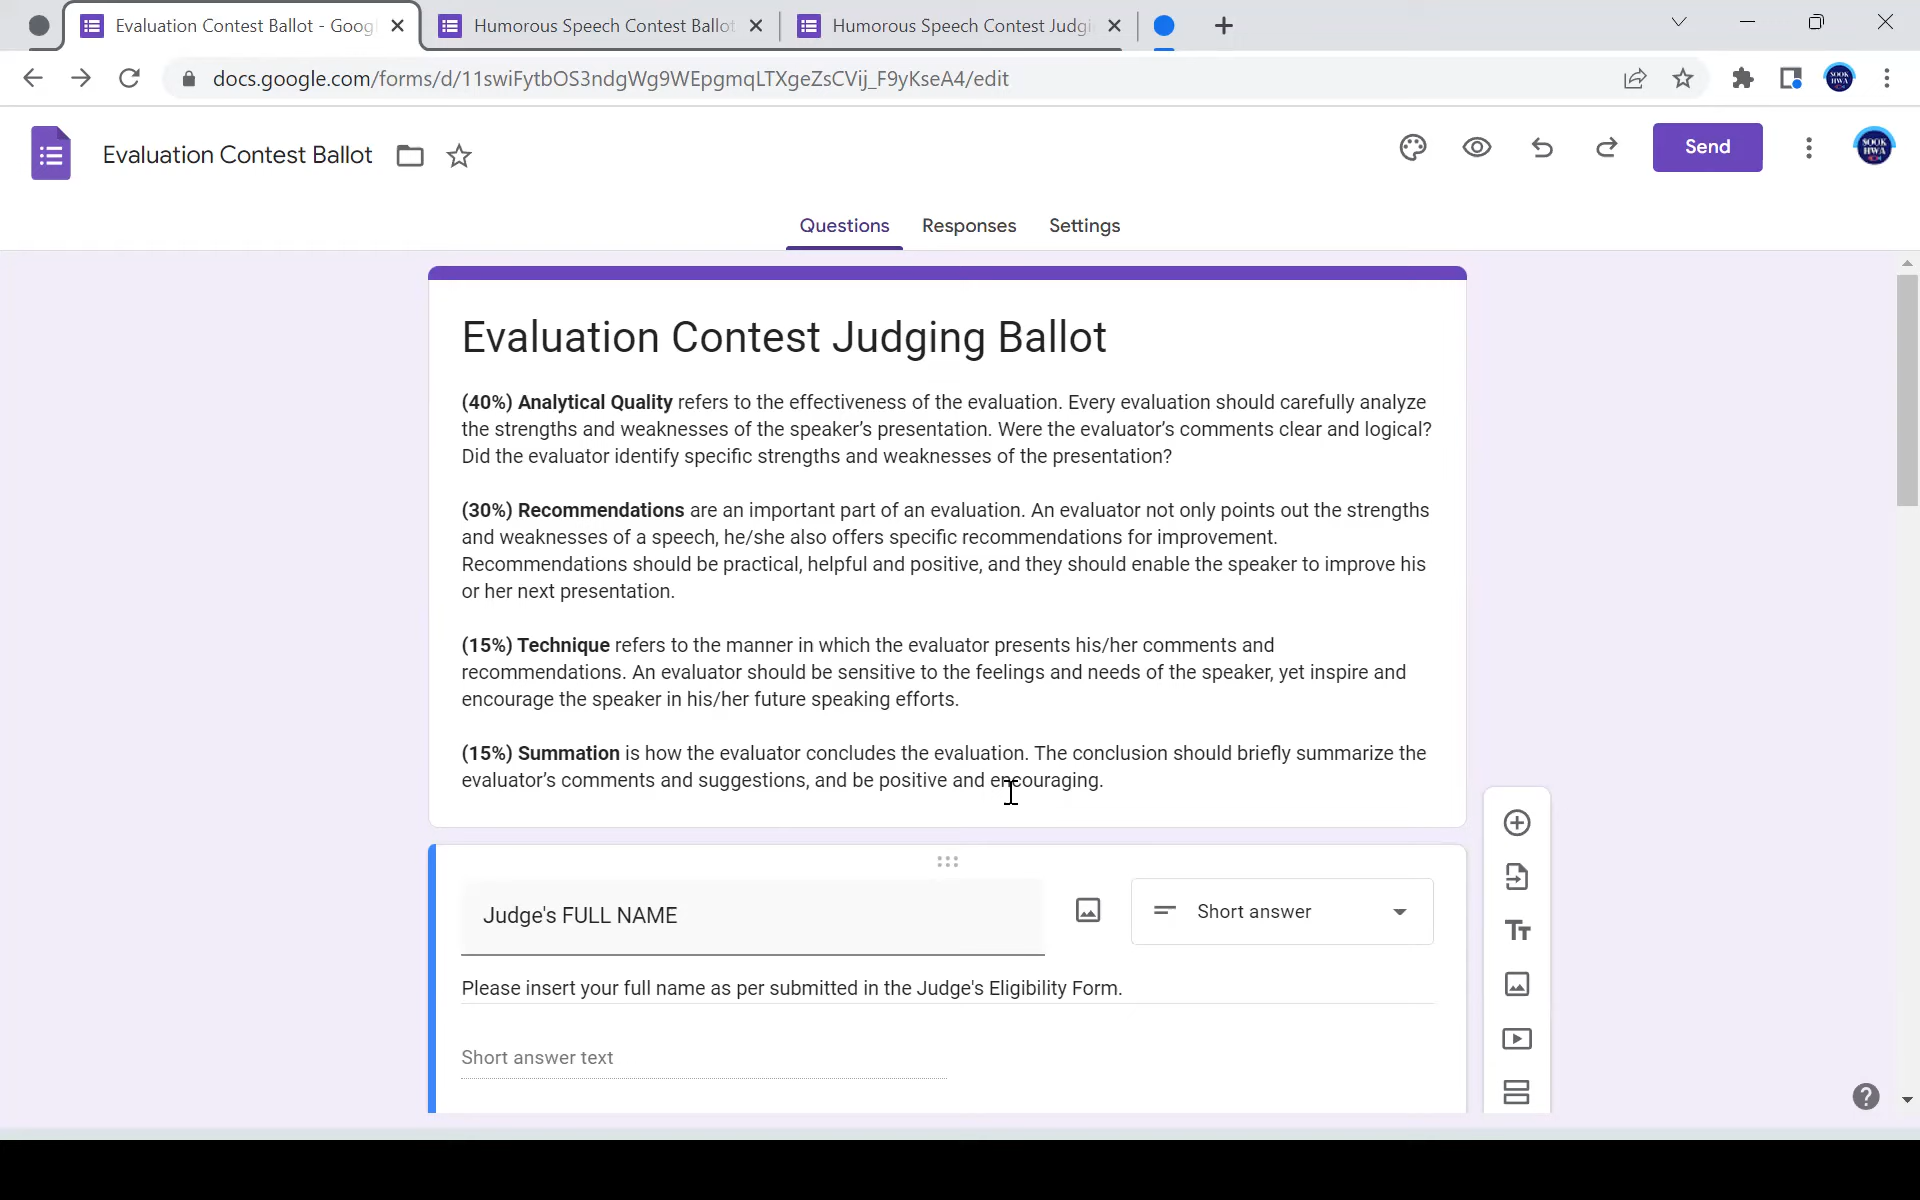 Evaluation Contest Ballot - Goog
Humorous Speech Contest Ballot
Humorous Speech Contest Judgi
docs.google.com/forms/d/11swiFytbOS3ndgWg9WEpgmqLTXgeZsCVij_F9yKseA4/edit
SOOK
HWA
Evaluation Contest Ballot
Send
SOOK
HWA
Questions
Responses
Settings
Evaluation Contest Judging Ballot
(40%) Analytical Quality refers to the effectiveness of the evaluation. Every evaluation should carefully analyze
the strengths and weaknesses of the speaker’s presentation. Were the evaluator’s comments clear and logical?
Did the evaluator identify specific strengths and weaknesses of the presentation?
(30%) Recommendations are an important part of an evaluation. An evaluator not only points out the strengths
and weaknesses of a speech, he/she also offers specific recommendations for improvement.
Recommendations should be practical, helpful and positive, and they should enable the speaker to improve his
or her next presentation.
(15%) Technique refers to the manner in which the evaluator presents his/her comments and
recommendations. An evaluator should be sensitive to the feelings and needs of the speaker, yet inspire and
encourage the speaker in his/her future speaking efforts.
(15%) Summation is how the evaluator concludes the evaluation. The conclusion should briefly summarize the
evaluator’s comments and suggestions, and be positive and encouraging.
Judge's FULL NAME
Short answer
Please insert your full name as per submitted in the Judge's Eligibility Form.
Short answer text